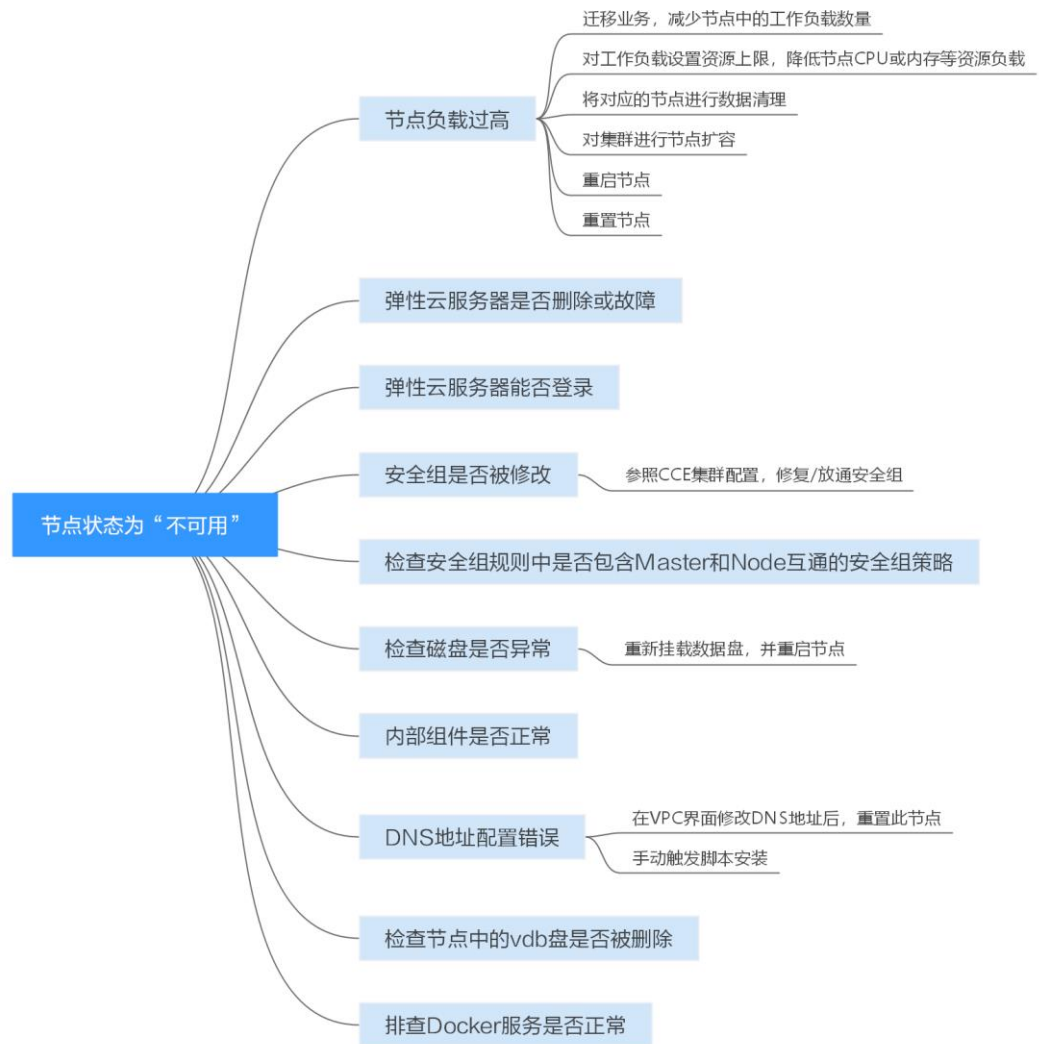 节点状态为“不可用”
节点负载过高
迁移业务，减少节点中的工作负载数量
对工作负载设置资源上限，降低节点CPU或内存等资源负载
将对应的节点进行数据清理
对集群进行节点扩容
重启节点
重置节点
弹性云服务器是否删除或故障
弹性云服务器能否登录
安全组是否被修改
参照CCE集群配置，修复/放通安全组
检查安全组规则中是否包含Master和Node互通的安全组策略
检查磁盘是否异常
重新挂载数据盘，并重启节点
内部组件是否正常
DNS地址配置错误
在VPC界面修改DNS地址后，重置此节点
手动触发脚本安装
检查节点中的vdb盘是否被删除
排查Docker服务是否正常